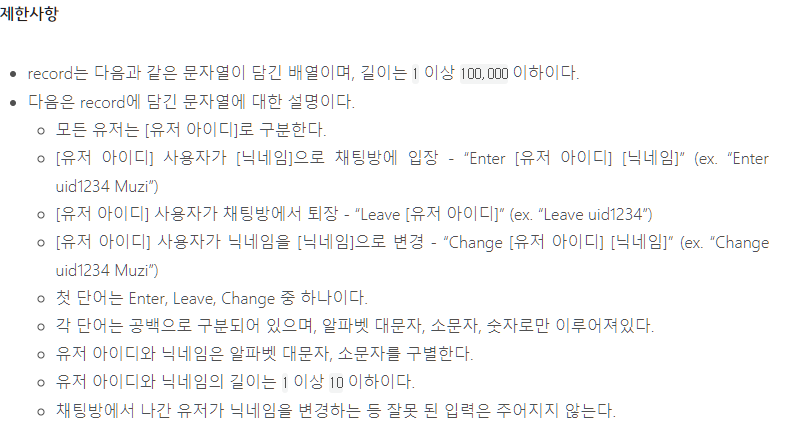 제한사항
record는 다음과 같은 문자열이 담긴 배열이며, 길이는 1 이상 100,000 이하이다.
다음은 record에 담긴 문자열에 대한 설명이다.
모든 유저는 [유저 아이디]로 구분한다.
[유저 아이디] 사용자가 [닉네임]으로 채팅방에 입장 - “Enter [유저 아이디] [닉네임]” (ex. “Enter
uid1234 Muzi”)
[유저 아이디] 사용자가 채팅방에서 퇴장 - “Leave [유저 아이디]” (ex. “Leave uid1234”)
[유저 아이디] 사용자가 닉네임을 [닉네임]으로 변경 - “Change [유저 아이디] [닉네임]” (ex. “Change
uid1234 Muzi”)
첫 단어는 Enter, Leave, Change 중 하나이다.
각 단어는 공백으로 구분되어 있으며, 알파벳 대문자, 소문자, 숫자로만 이루어져있다.
유저 아이디와 닉네임은 알파벳 대문자, 소문자를 구별한다.
유저 아이디와 닉네임의 길이는 1 이상 10 이하이다.
채팅방에서 나간 유저가 닉네임을 변경하는 등 잘못 된 입력은 주어지지 않는다.